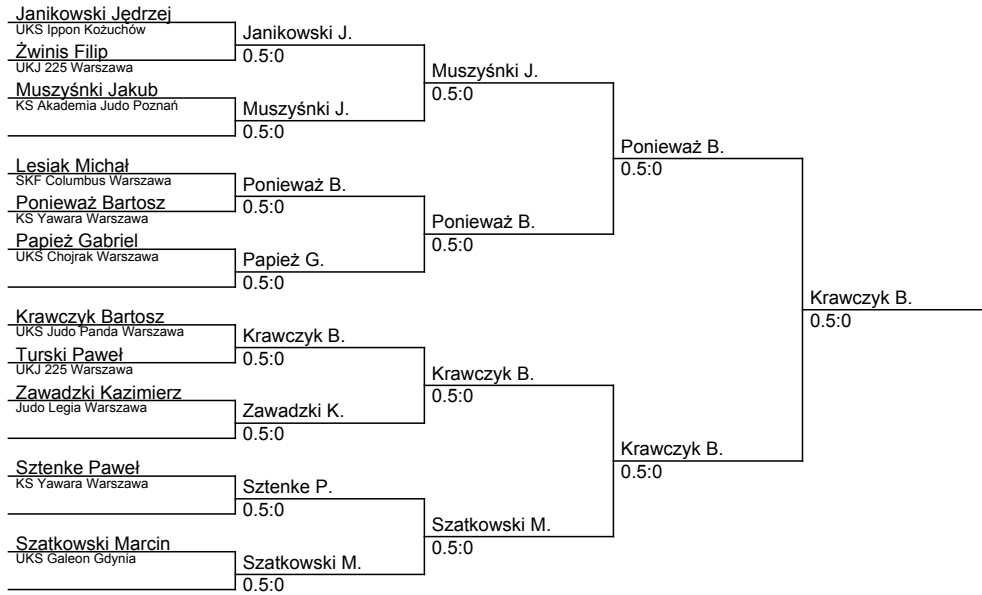 Janikowski Jędrzej
UKS Ippon Kożuchów
Żwinis Filip
UKJ 225 Warszawa
Muszyśnki Jakub
KS Akademia Judo Poznań
Lesiak Michał
SKF Columbus Warszawa
Ponieważ Bartosz
KS Yawara Warszawa
Papież Gabriel
UKS Chojrak Warszawa
Krawczyk Bartosz
UKS Judo Panda Warszawa
Turski Paweł
UKJ 225 Warszawa
Zawadzki Kazimierz
Judo Legia Warszawa
Sztenke Paweł
KS Yawara Warszawa
Szatkowski Marcin
UKS Galeon Gdynia
Janikowski J.
0.5:0
Muszyśnki J.
0.5:0
Ponieważ B.
0.5:0
Papież G.
0.5:0
Krawczyk B.
0.5:0
Zawadzki K.
0.5:0
Sztenke P.
0.5:0
Szatkowski M.
0.5:0
Muszyśnki J.
0.5:0
Ponieważ B.
0.5:0
Krawczyk B.
0.5:0
Szatkowski M.
0.5:0
Ponieważ B.
0.5:0
Krawczyk B.
0.5:0
Krawczyk B.
0.5:0